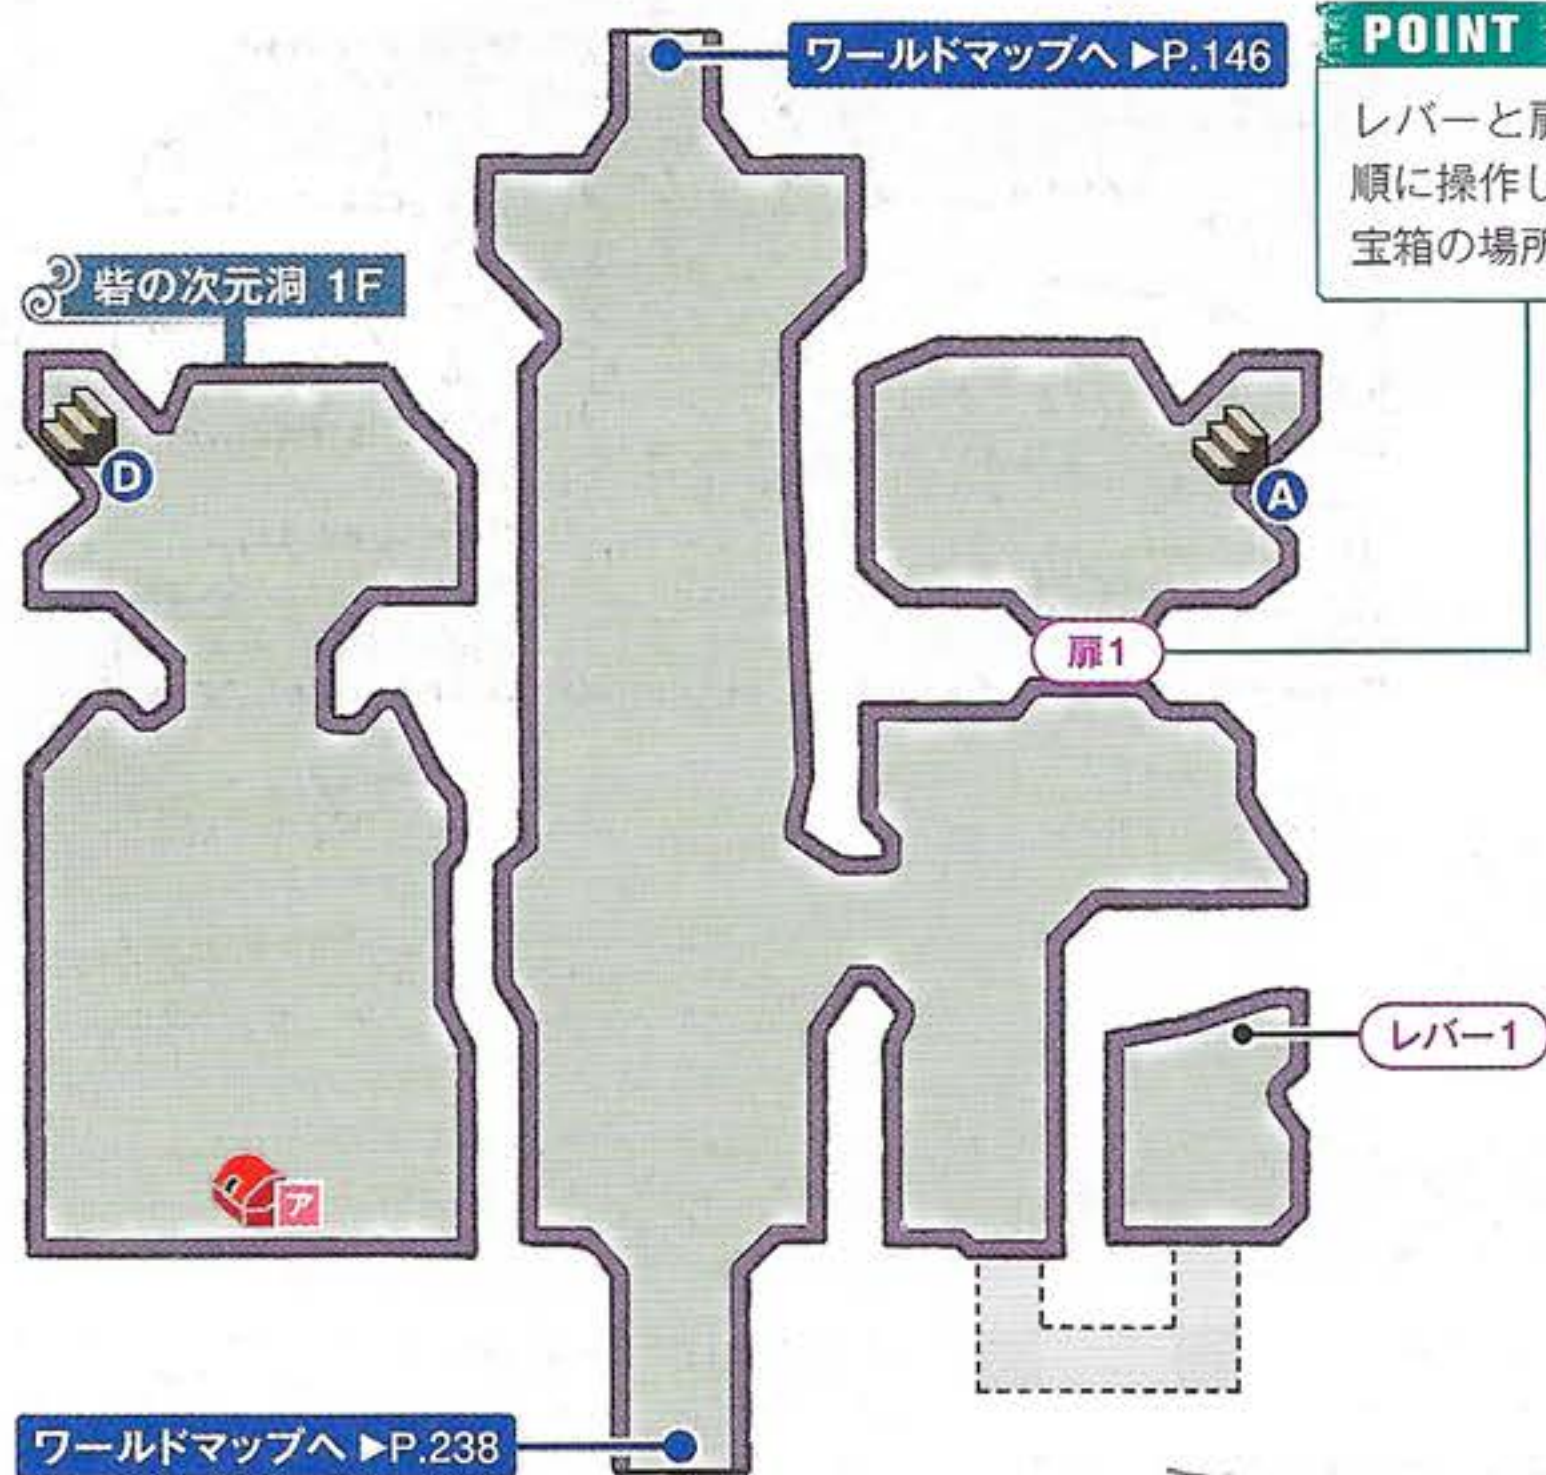 ワールドマップへ ▶P.146
POINT
レバーと扉
順に操作し
宝箱の場所
砦の次元洞 1F
D
A
扉1
レバー1
ア
ワールドマップへ ▶P.238